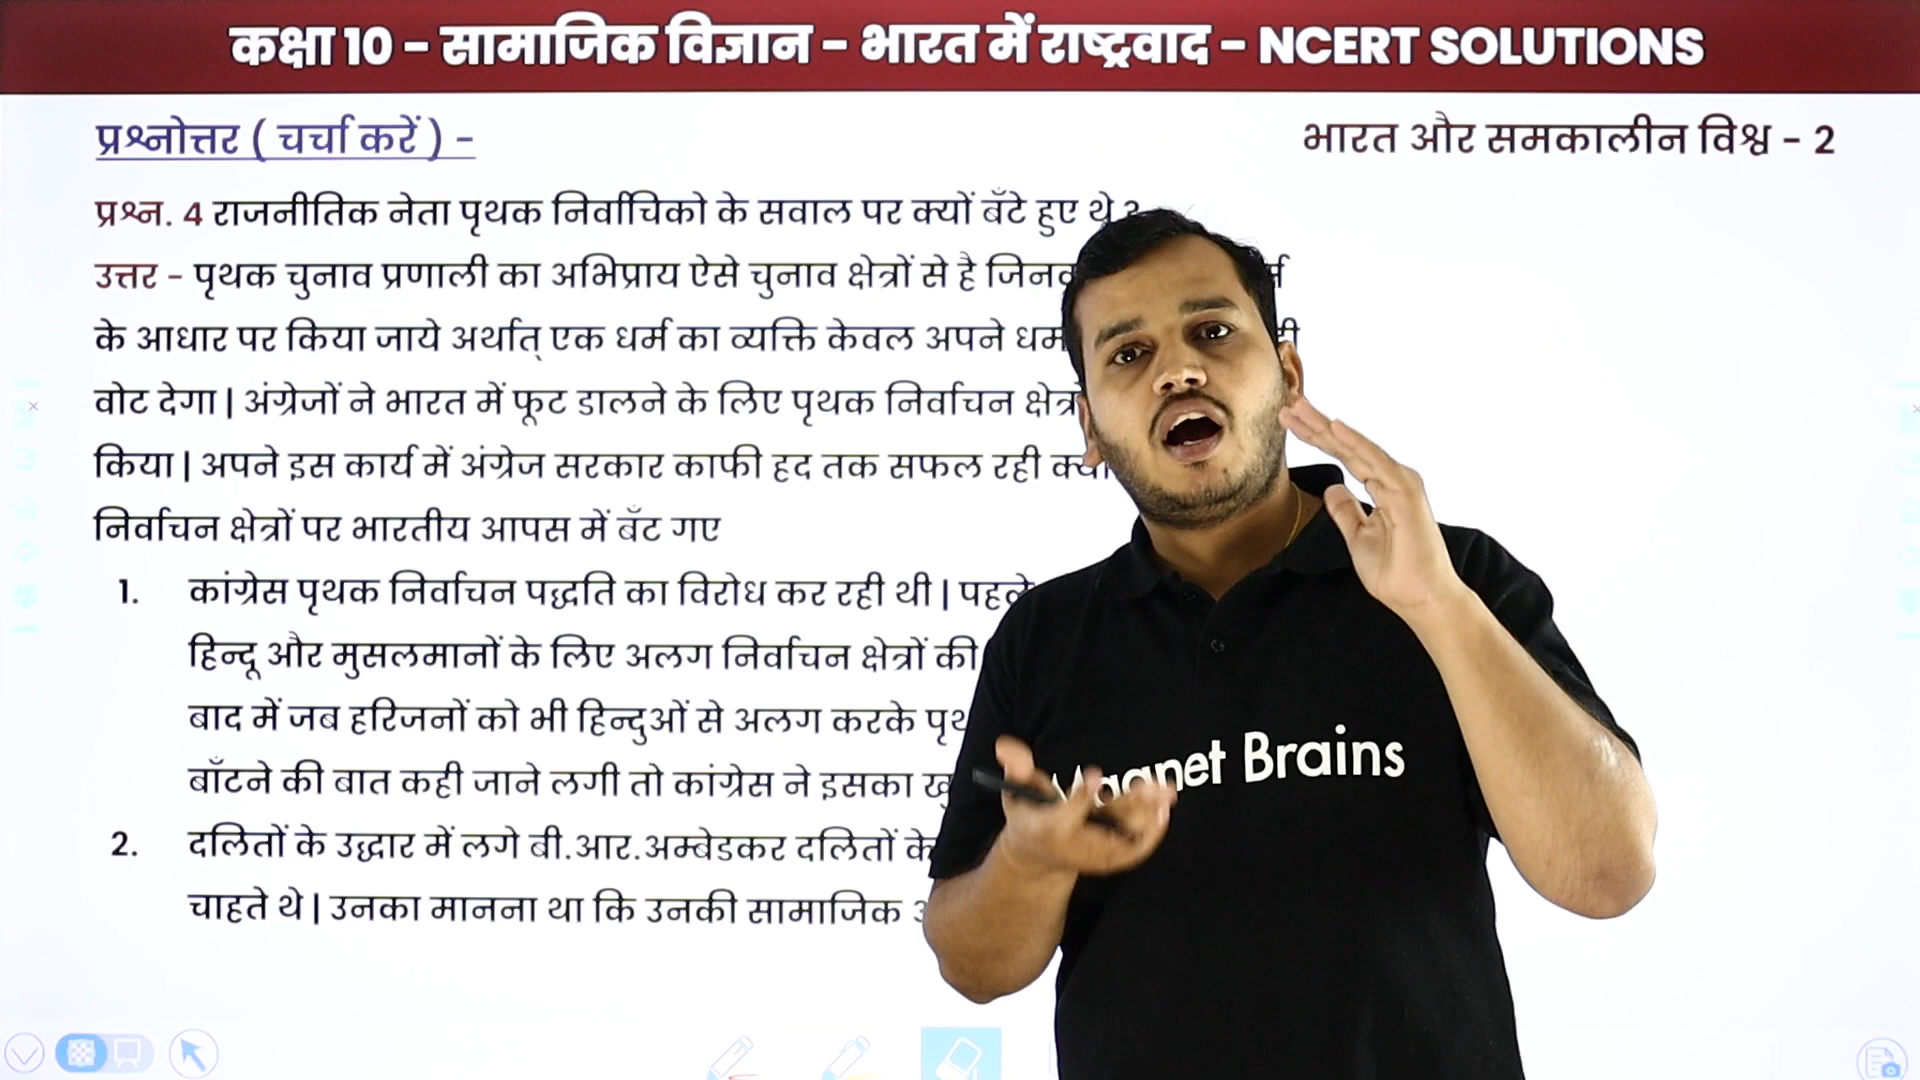 कक्षा 10 - सामाजिक विज्ञान - भारत में राष्ट्रवाद - NCERT SOLUTIONS
प्रश्नोत्तर ( चर्चा करें ) -
भारत और समकालीन विश्व - 2
प्रश्न. 4 राजनीतिक नेता पृथक निर्वाचिको के सवाल पर क्यों बँटे हुए थे ?
उत्तर - पृथक चुनाव प्रणाली का अभिप्राय ऐसे चुनाव क्षेत्रों से है
के आधार पर किया जाये अर्थात् एक धर्म का व्यक्ति केवल अपने
वोट देगा | अंग्रेजों ने भारत में फूट डालने के लिए पृथक निर्वाचन
किया | अपने इस कार्य में अंग्रेज सरकार काफी हद तक सफल रही
निर्वाचन क्षेत्रों पर भारतीय आपस में बँट गए
1. कांग्रेस पृथक निर्वाचन पद्धति का विरोध कर रही थी | पहले
हिन्दू और मुसलमानों के लिए अलग निर्वाचन क्षेत्रों की
बाद में जब हरिजनों को भी हिन्दुओं से अलग करके
बाँटने की बात कही जाने लगी तो कांग्रेस ने इसका
2. दलितों के उद्धार में लगे बी.आर.अम्बेडकर दलितों के
चाहते थे | उनका मानना था कि उनकी सामाजिक
Magnet Brains